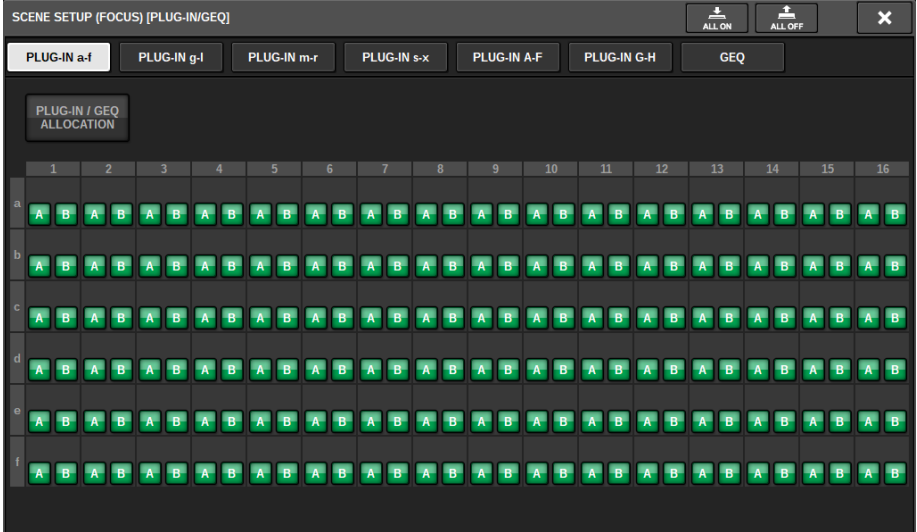 SCENE SETUP (FOCUS) [PLUG-IN/GEQ]
ALL ON
ALL OFF
PLUG-IN a-f
PLUG-IN g-l
PLUG-IN m-r
PLUG-IN s-x
PLUG-IN A-F
PLUG-IN G-H
GEQ
PLUG-IN / GEQ
ALLOCATION
1 2 3 4 5 6 7 8 9 10 11 12 13 14 15 16
a A B A B A B A B A B A B A B A B A B A B A B A B A B A B A B A B
b A B A B A B A B A B A B A B A B A B A B A B A B A B A B A B A B
c A B A B A B A B A B A B A B A B A B A B A B A B A B A B A B A B
d A B A B A B A B A B A B A B A B A B A B A B A B A B A B A B A B
e A B A B A B A B A B A B A B A B A B A B A B A B A B A B A B A B
f A B A B A B A B A B A B A B A B A B A B A B A B A B A B A B A B